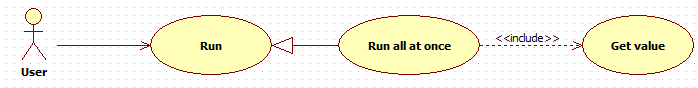 User
Run
Run all at once
<<include>>
Get value